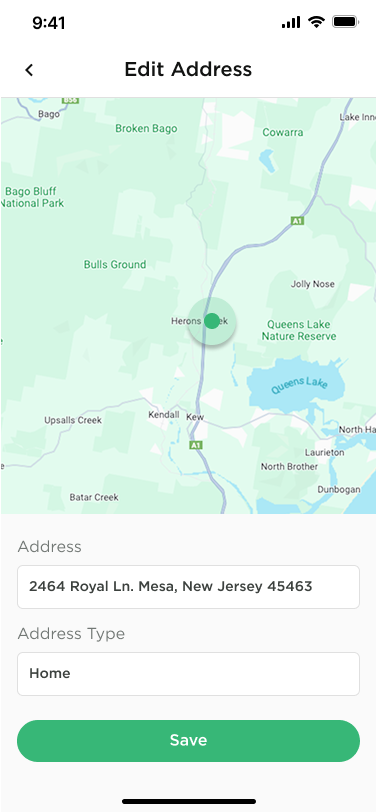 9:41
Edit Address
B56
Bago
Lake Inn
Broken Bago
Cowarra
Bago Bluff
National Park
A1
Bulls Ground
Jolly Nose
Herons ek
Queens Lake
Nature Reserve
Queens Lake
Kendall
Kew
Upsalls Creek
North Ha
A1
Laurieton
North Brother
Dunbogan
Batar Creek
Address
2464 Royal Ln. Mesa, New Jersey 45463
Address Type
Home
Save